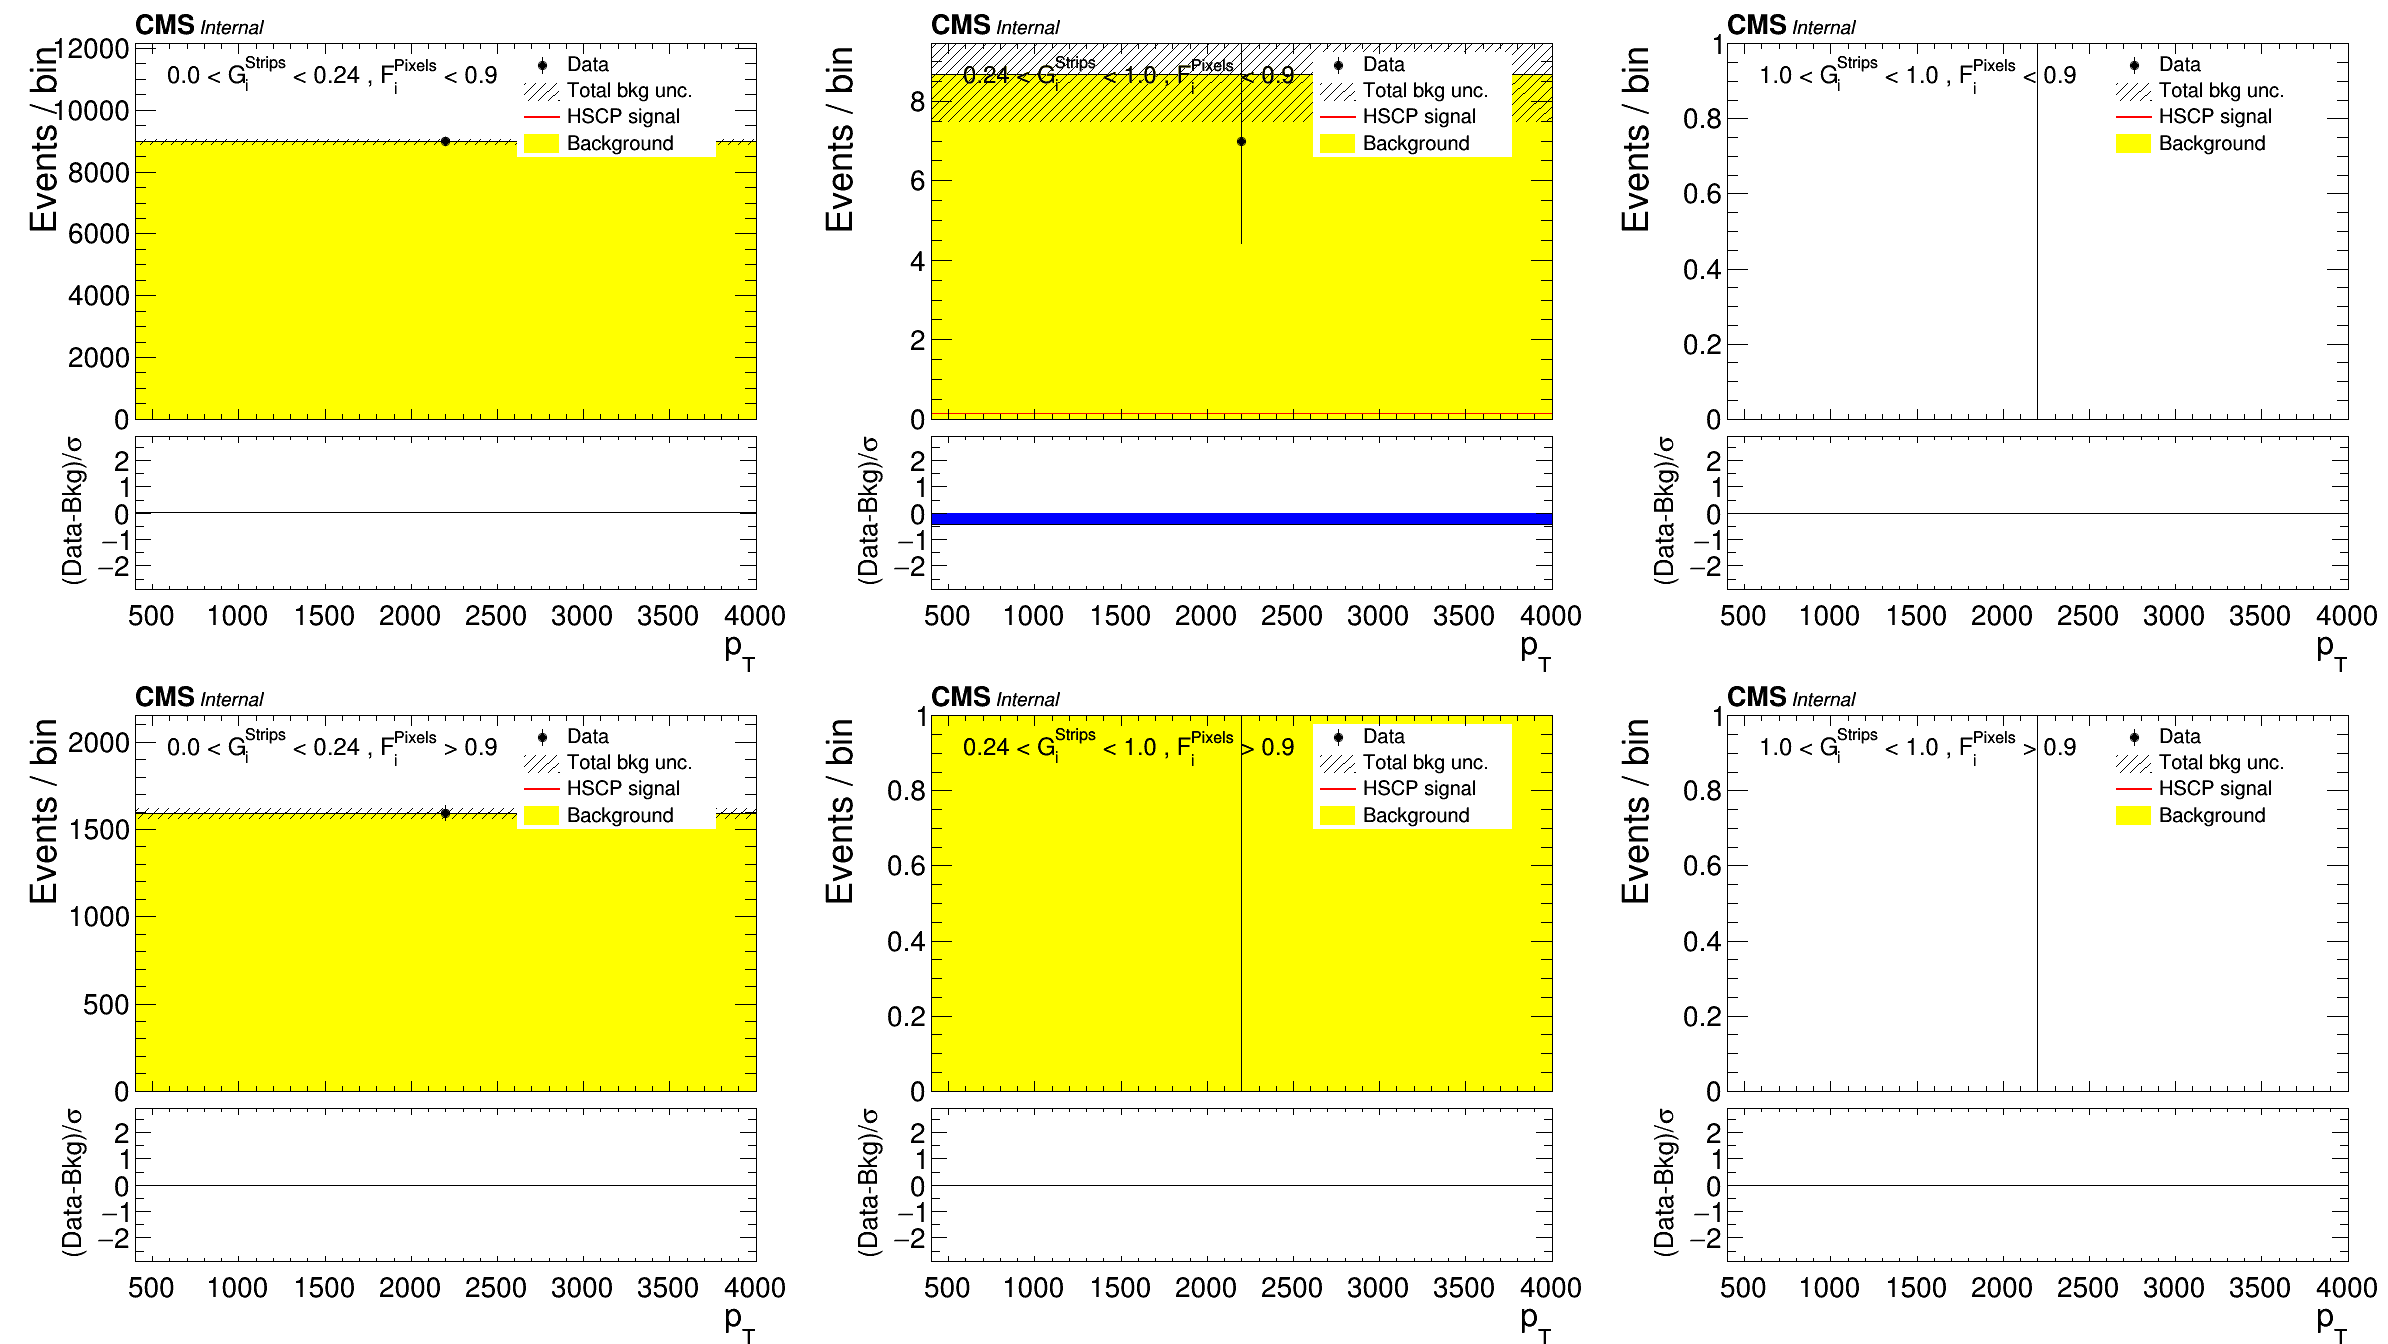 CMS Internal
Events / bin
12000
10000
8000
6000
4000
2000
0
0.0 < G_i^Strips < 0.24 , F_i^Pixels < 0.9
Data
Total bkg unc.
HSCP signal
Background
(Data-Bkg)/σ
2
1
0
−1
−2
500 1000 1500 2000 2500 3000 3500 4000
p_T
CMS Internal
Events / bin
8
6
4
2
0
0.24 < G_i^Strips < 1.0 , F_i^Pixels < 0.9
Data
Total bkg unc.
HSCP signal
Background
(Data-Bkg)/σ
2
1
0
−1
−2
500 1000 1500 2000 2500 3000 3500 4000
p_T
CMS Internal
Events / bin
1
0.8
0.6
0.4
0.2
0
1.0 < G_i^Strips < 1.0 , F_i^Pixels < 0.9
Data
Total bkg unc.
HSCP signal
Background
(Data-Bkg)/σ
2
1
0
−1
−2
500 1000 1500 2000 2500 3000 3500 4000
p_T
CMS Internal
Events / bin
2000
1500
1000
500
0
0.0 < G_i^Strips < 0.24 , F_i^Pixels > 0.9
Data
Total bkg unc.
HSCP signal
Background
(Data-Bkg)/σ
2
1
0
−1
−2
500 1000 1500 2000 2500 3000 3500 4000
p_T
CMS Internal
Events / bin
1
0.8
0.6
0.4
0.2
0
0.24 < G_i^Strips < 1.0 , F_i^Pixels > 0.9
Data
Total bkg unc.
HSCP signal
Background
(Data-Bkg)/σ
2
1
0
−1
−2
500 1000 1500 2000 2500 3000 3500 4000
p_T
CMS Internal
Events / bin
1
0.8
0.6
0.4
0.2
0
1.0 < G_i^Strips < 1.0 , F_i^Pixels > 0.9
Data
Total bkg unc.
HSCP signal
Background
(Data-Bkg)/σ
2
1
0
−1
−2
500 1000 1500 2000 2500 3000 3500 4000
p_T